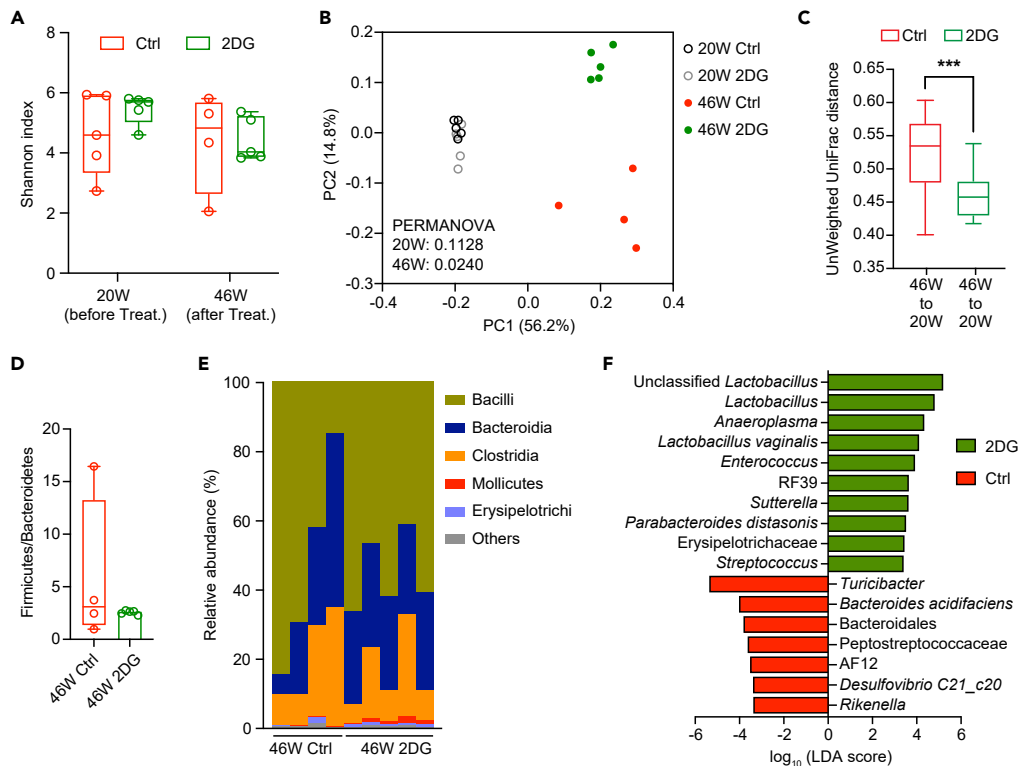 A
Ctrl
2DG
Shannon index
8
6
4
2
0
20W
(before Treat.)
46W
(after Treat.)
B
PC2 (14.8%)
0.2
0.1
0.0
-0.1
-0.2
-0.3
PERMANOVA
20W: 0.1128
46W: 0.0240
-0.4
-0.2
0.0
0.2
0.4
PC1 (56.2%)
20W Ctrl
20W 2DG
46W Ctrl
46W 2DG
C
Ctrl
2DG
***
UnWeighted UniFrac distance
0.65
0.60
0.55
0.50
0.45
0.40
0.35
46W
to
20W
46W
to
20W
D
Firmicutes/Bacteroidetes
20
15
10
5
0
46W Ctrl
46W 2DG
E
Relative abundance (%)
100
80
60
40
20
0
46W Ctrl
46W 2DG
Bacilli
Bacteroidia
Clostridia
Mollicutes
Erysipelotrichi
Others
F
Unclassified Lactobacillus
Lactobacillus
Anaeroplasma
Lactobacillus vaginalis
Enterococcus
RF39
Sutterella
Parabacteroides distasonis
Erysipelotrichaceae
Streptococcus
Turicibacter
Bacteroides acidifaciens
Bacteroidales
Peptostreptococcaceae
AF12
Desulfovibrio C21_c20
Rikenella
2DG
Ctrl
-6
-4
-2
0
2
4
6
log₁₀ (LDA score)